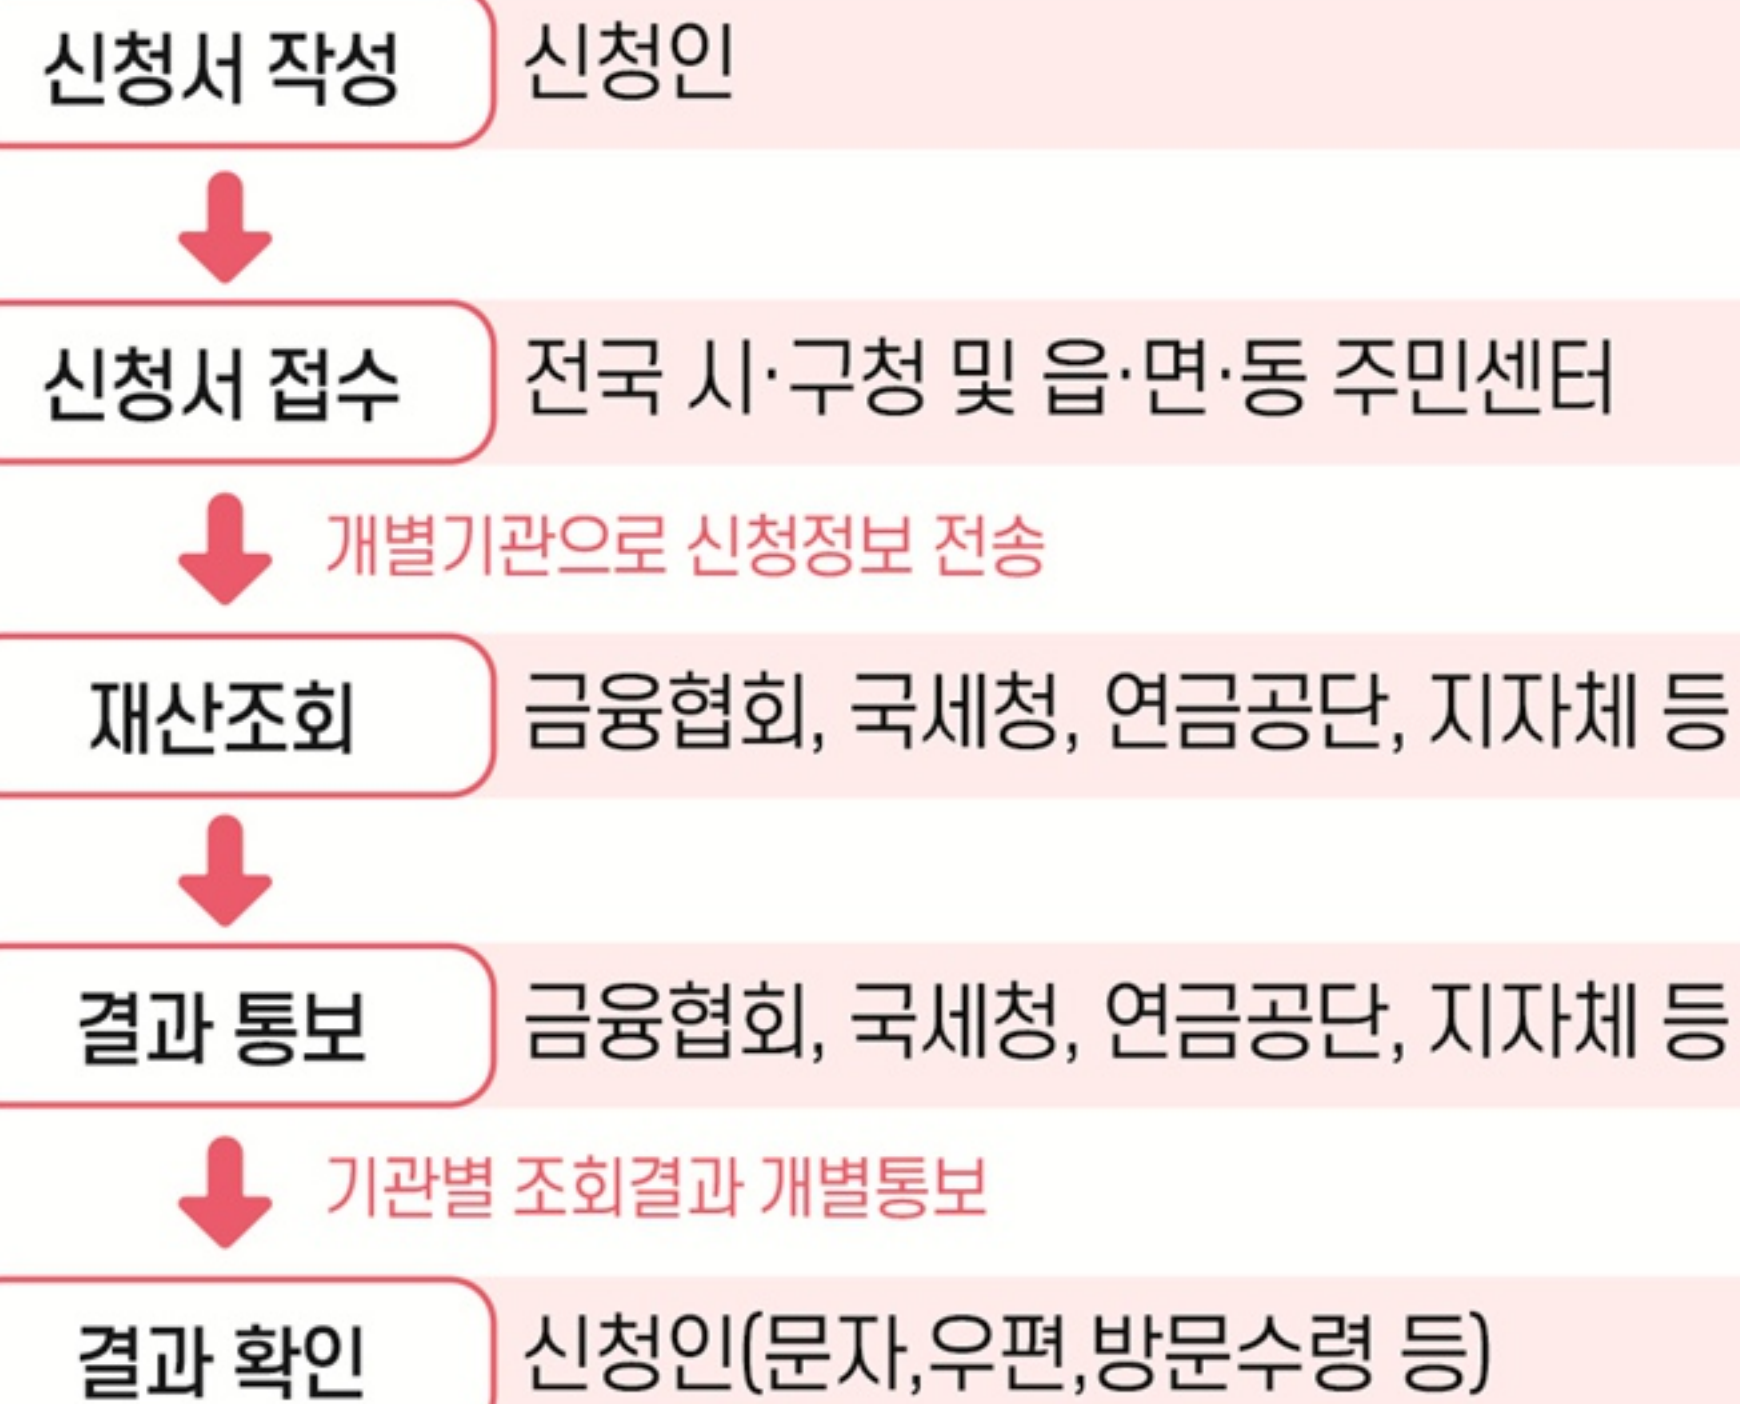 신청서 작성 신청인
신청서 접수 전국 시·구청 및 읍·면·동 주민센터
개별기관으로 신청정보 전송
재산조회 금융협회, 국세청, 연금공단, 지자체 등
결과 통보 금융협회, 국세청, 연금공단, 지자체 등
기관별 조회결과 개별통보
결과 확인 신청인(문자,우편,방문수령 등)